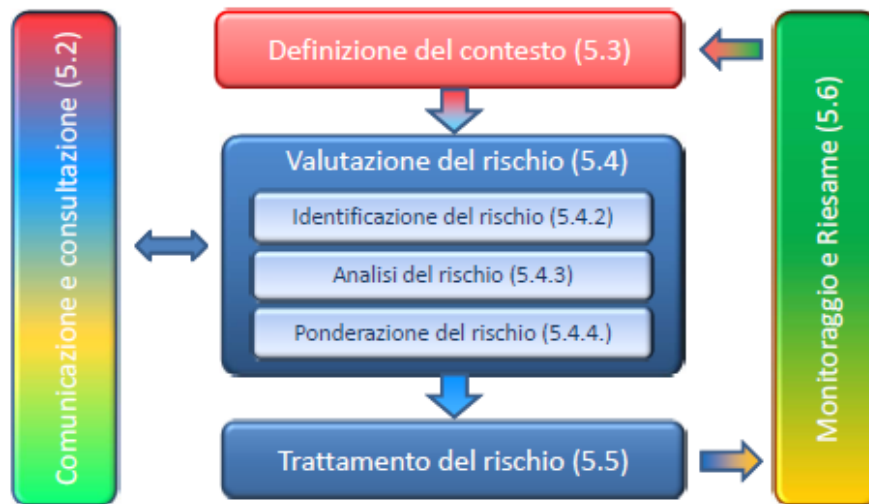 Comunicazione e consultazione (5.2)
Definizione del contesto (5.3)
Valutazione del rischio (5.4)
Identificazione del rischio (5.4.2)
Analisi del rischio (5.4.3)
Ponderazione del rischio (5.4.4.)
Trattamento del rischio (5.5)
Monitoraggio e Riesame (5.6)